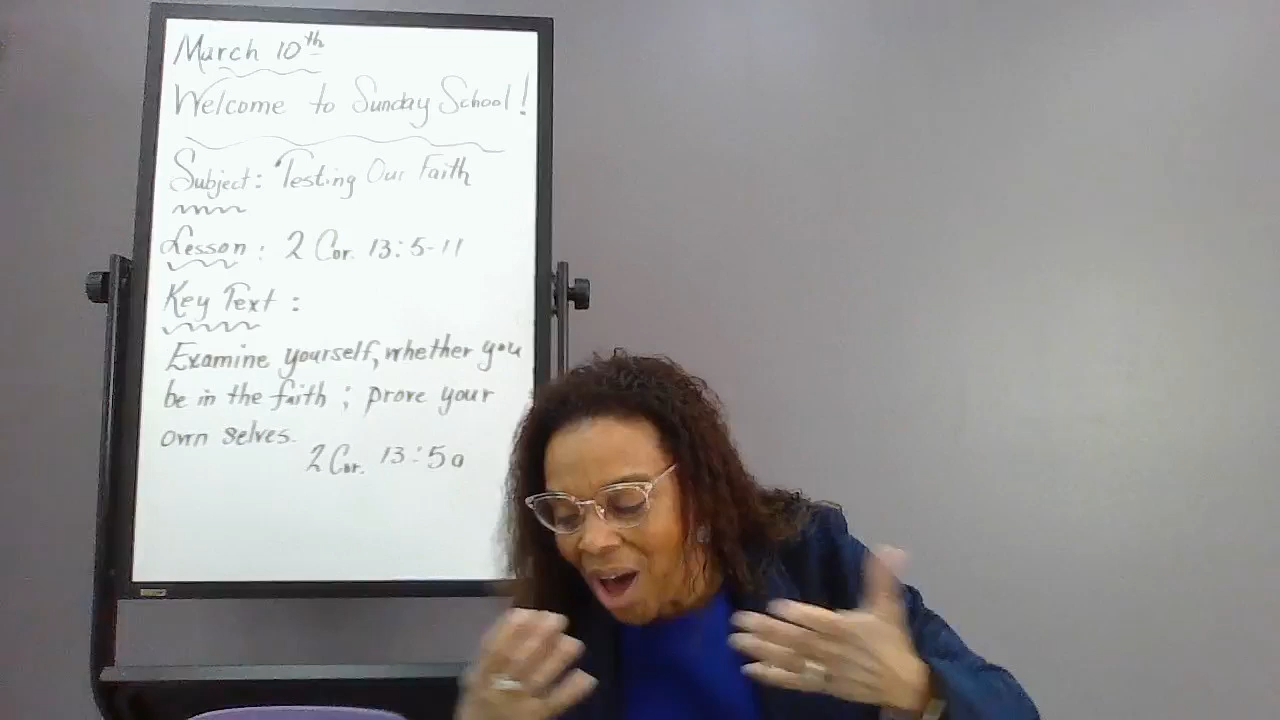 March 10th
Welcome to Sunday School!
Subject: Testing Our Faith
Lesson: 2 Cor. 13:5-11
Key Text:
Examine yourself, whether you
be in the faith; prove your
own selves.
2 Cor. 13:5a